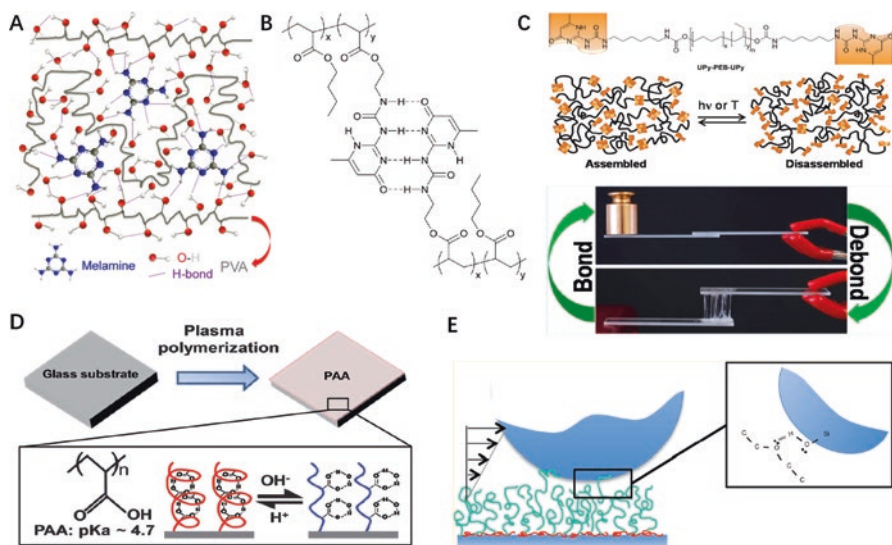 A
Melamine
O-H
H-bond
PVA
B
x
y
O
O
O
O
N
H
O
O
N
H
N
H
N
N
N
H
N
H
O
N
O
H
N
O
O
O
O
x
y
C
UPy-PEB-UPy
hν or T
Assembled
Disassembled
Bond
Debond
D
Plasma
polymerization
Glass substrate
PAA
n
O
OH
PAA: pKa ~ 4.7
OH-
H+
E
C
C
O
H
O
Si
C
C